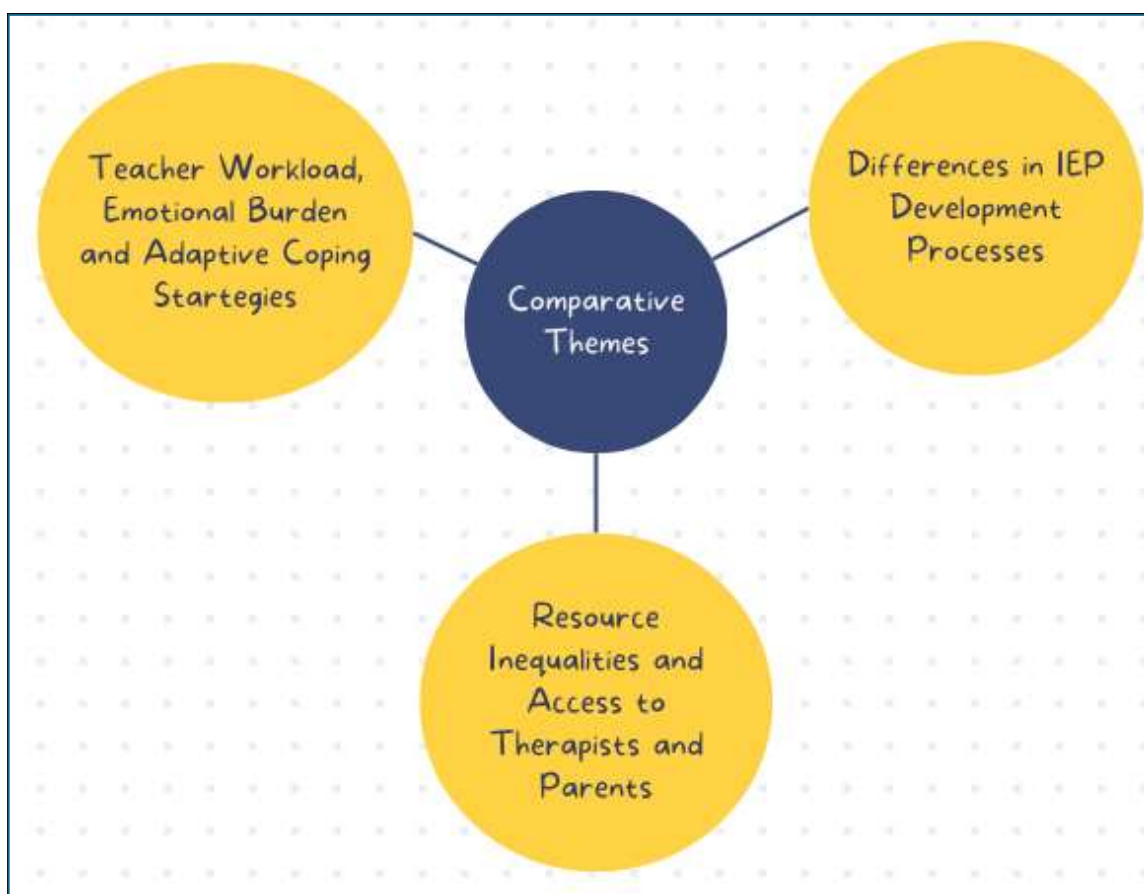 Teacher Workload,
Emotional Burden
and Adaptive Coping
Startegies
Differences in IEP
Development
Processes
Comparative
Themes
Resource
Inequalities and
Access to
Therapists and
Parents